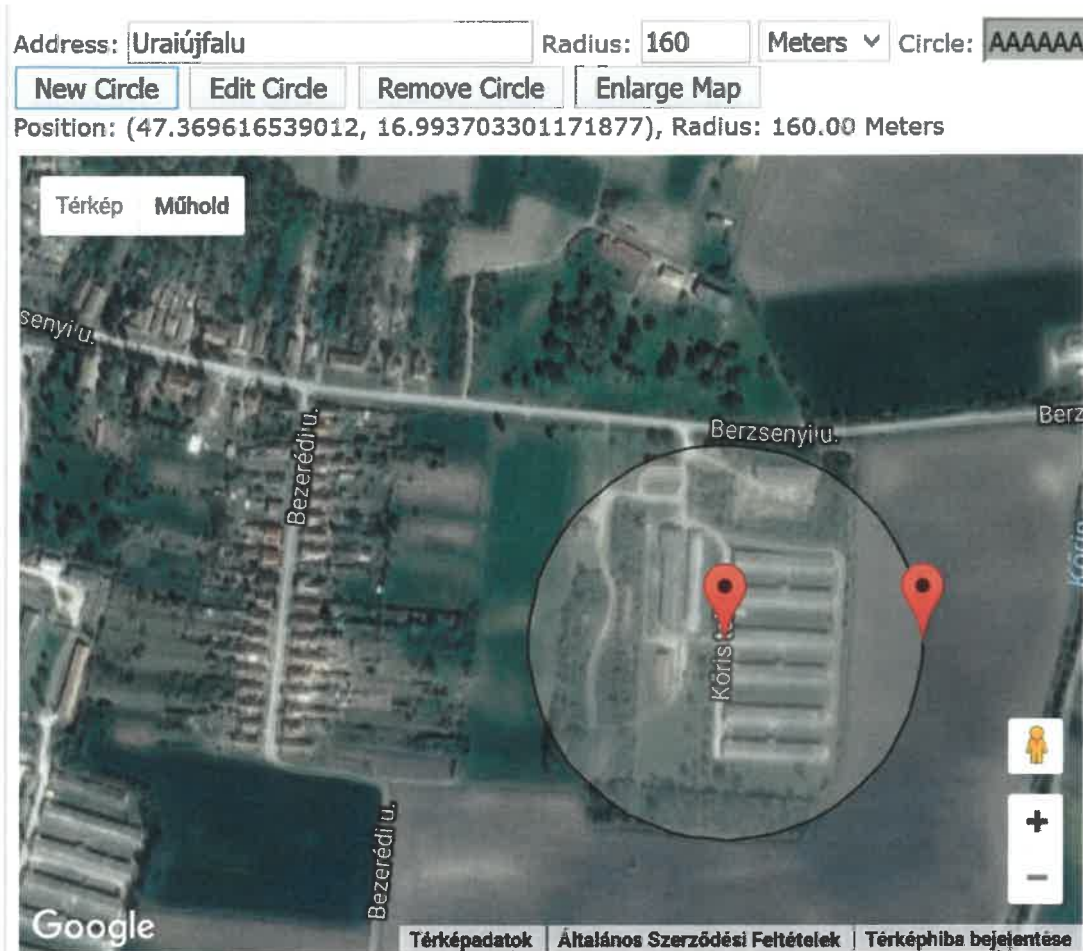 Address: Uraiújfalu Radius: 160 Meters Circle: AAAAAA
New Circle Edit Circle Remove Circle Enlarge Map
Position: (47.369616539012, 16.993703301171877), Radius: 160.00 Meters
Térkép Műhold
senyi u.
Berzsenyi u.
Berz
Bezerédi u.
Kőris
Kőris
Bezerédi u.
Google
Térképadatok Általános Szerződési Feltételek Térképhiba bejelentése